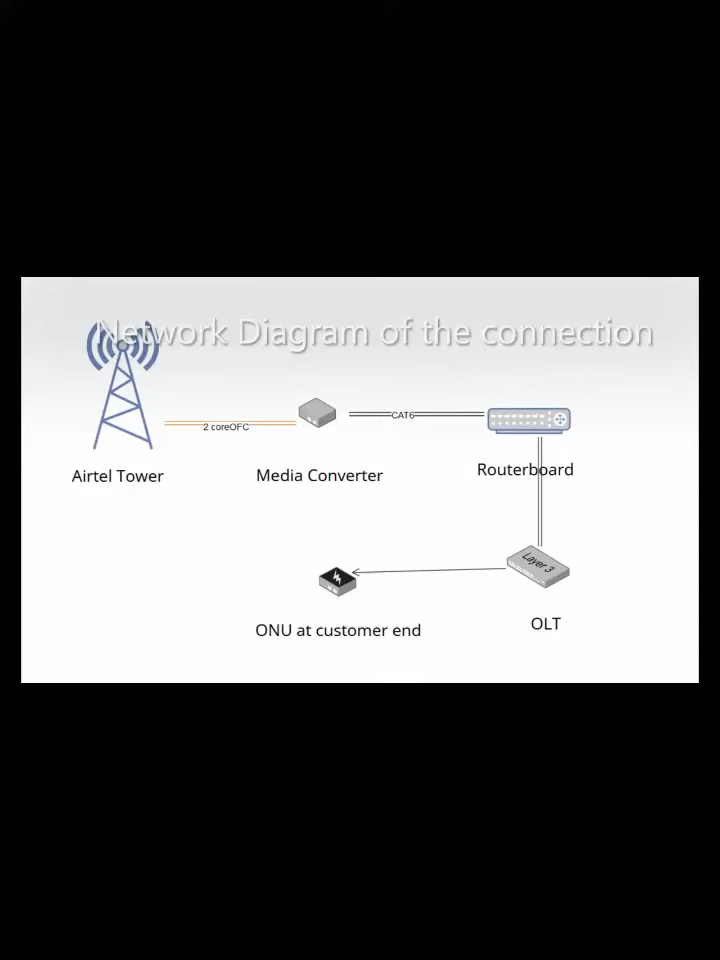 Network Diagram of the connection
2 coreOFC
CAT6
Airtel Tower
Media Converter
Routerboard
Layer 3
ONU at customer end
OLT